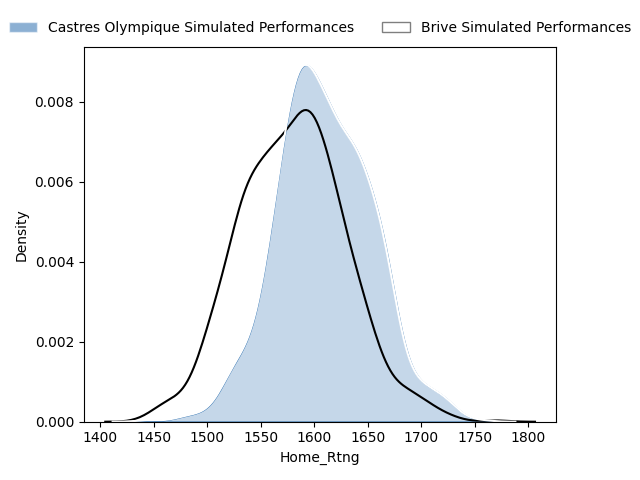 Castres Olympique Simulated Performances Brive Simulated Performances
0.008
0.006
0.004
0.002
0.000
Density
1400 1450 1500 1550 1600 1650 1700 1750 1800
Home_Rtng